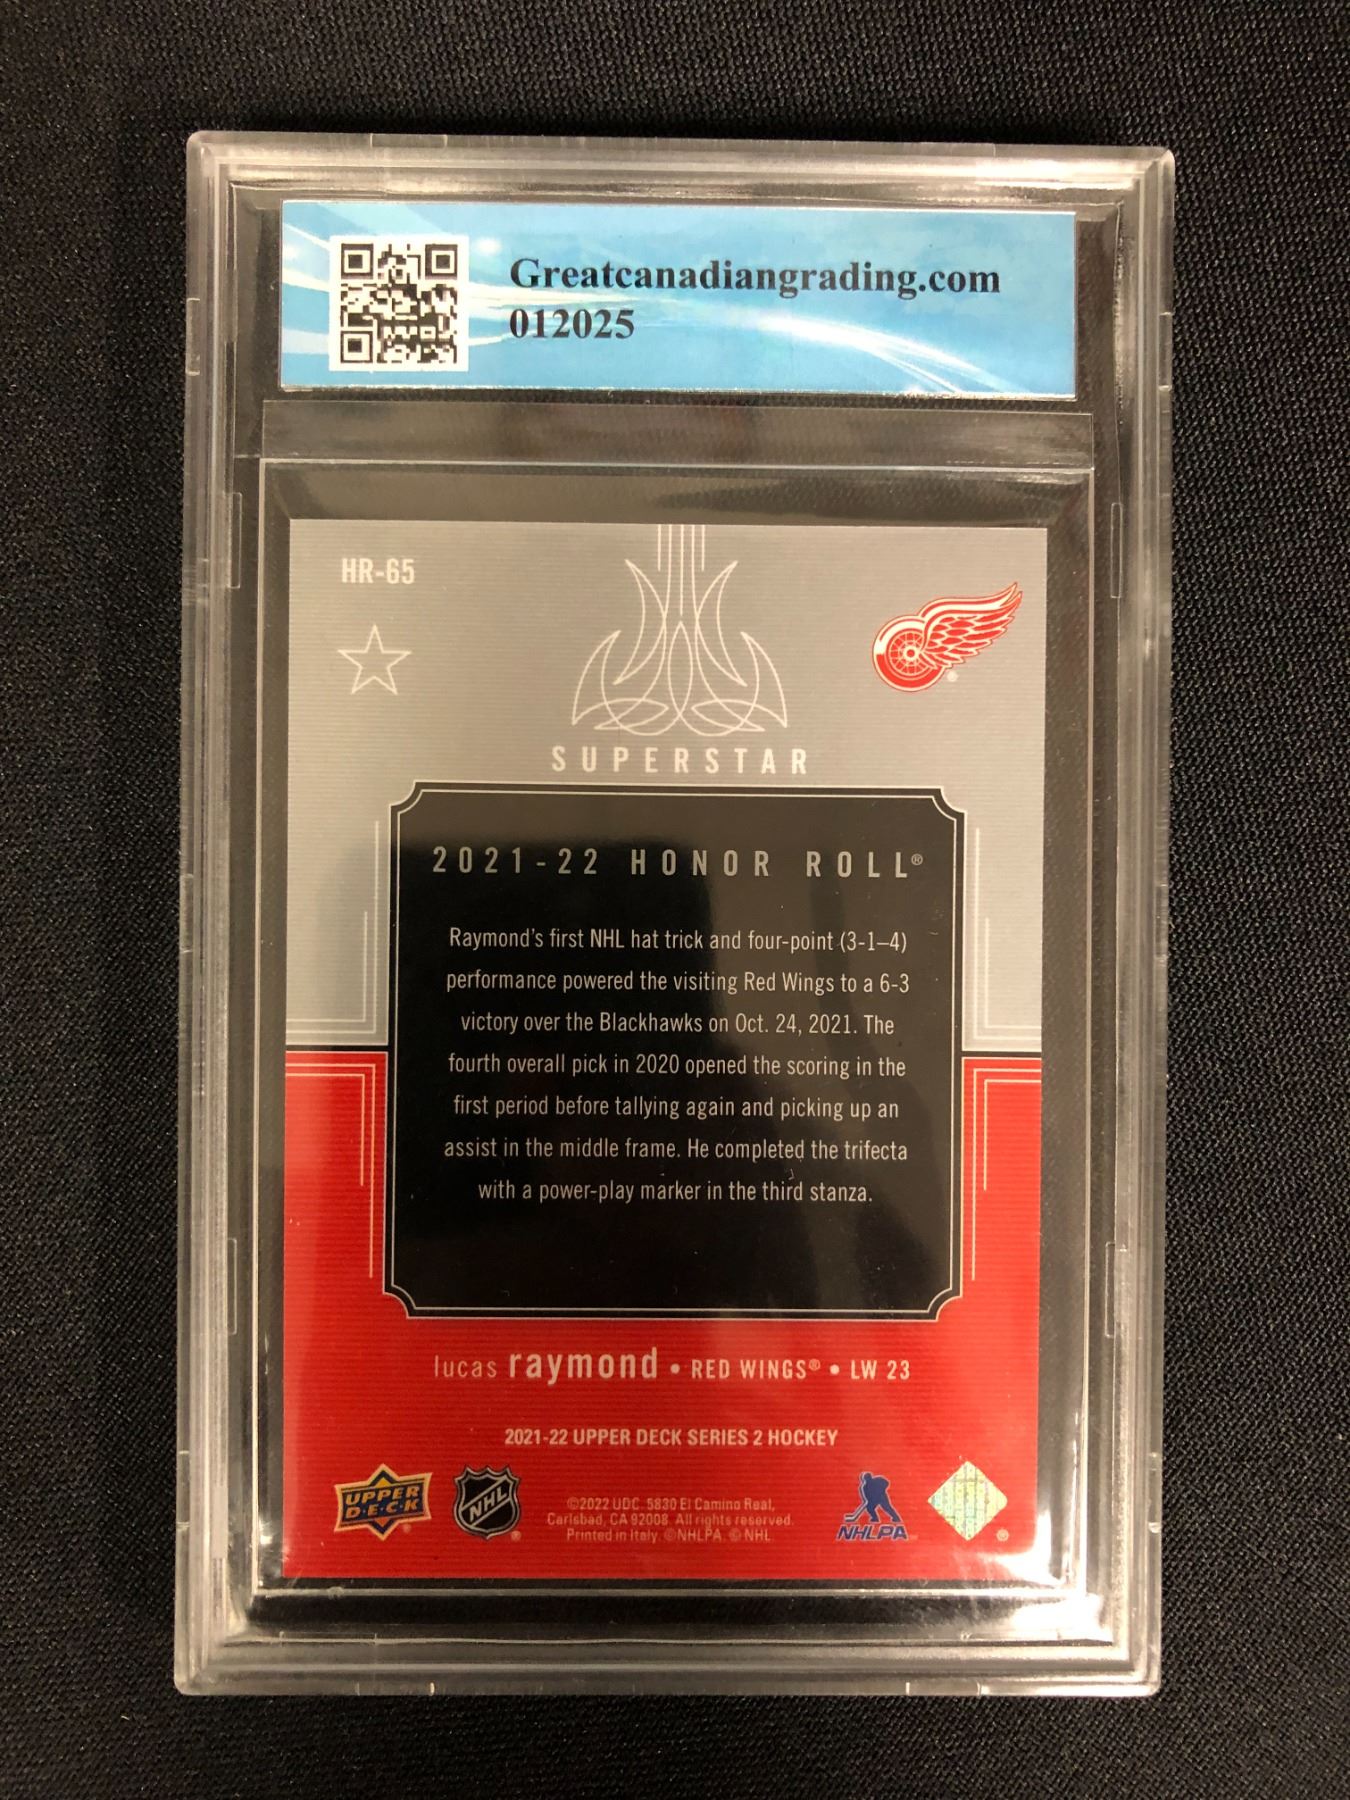 Greatcanadiangrading.com
012025
HR-65
SUPERSTAR
2021-22 HONOR ROLL®
Raymond's first NHL hat trick and four-point (3-1–4)
performance powered the visiting Red Wings to a 6-3
victory over the Blackhawks on Oct. 24, 2021. The
fourth overall pick in 2020 opened the scoring in the
first period before tallying again and picking up an
assist in the middle frame. He completed the trifecta
with a power-play marker in the third stanza.
lucas raymond • RED WINGS® • LW 23
2021-22 UPPER DECK SERIES 2 HOCKEY
UPPER
D·E·C·K
®
NHL
®
©2022 UDC. 5830 El Camino Real,
Carlsbad, CA 92008. All rights reserved.
Printed in Italy. ©NHLPA. © NHL.
NHLPA
®